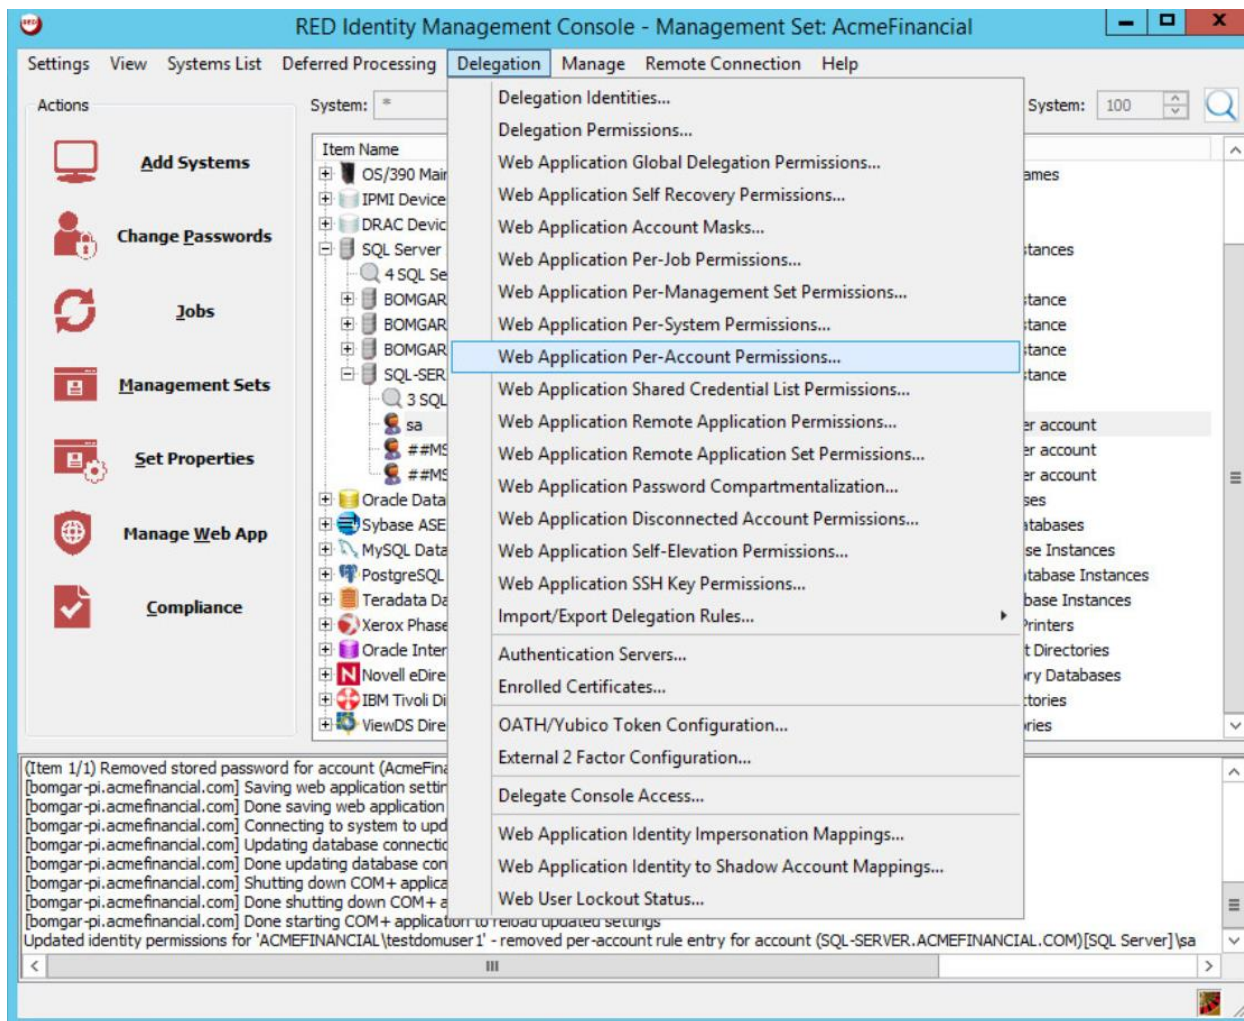 RED Identity Management Console - Management Set: AcmeFinancial
Settings View Systems List Deferred Processing Delegation Manage Remote Connection Help
Actions
Add Systems
Change Passwords
Jobs
Management Sets
Set Properties
Manage Web App
Compliance
System: *
System: 100
Item Name
OS/390 Mair
ames
IPMI Device
DRAC Devic
SQL Server
stances
4 SQL Se
BOMGAR
stance
BOMGAR
stance
BOMGAR
stance
SQL-SER
stance
3 SQL
sa
er account
##MS
er account
##MS
er account
Oracle Data
ses
Sybase ASE
atabases
MySQL Data
se Instances
PostgreSQL
atabase Instances
Teradata Da
base Instances
Xerox Phase
Printers
Oracle Inter
t Directories
Novell eDire
ory Databases
IBM Tivoli Di
ctories
ViewDS Dire
ries
Delegation Identities...
Delegation Permissions...
Web Application Global Delegation Permissions...
Web Application Self Recovery Permissions...
Web Application Account Masks...
Web Application Per-Job Permissions...
Web Application Per-Management Set Permissions...
Web Application Per-System Permissions...
Web Application Per-Account Permissions...
Web Application Shared Credential List Permissions...
Web Application Remote Application Permissions...
Web Application Remote Application Set Permissions...
Web Application Password Compartmentalization...
Web Application Disconnected Account Permissions...
Web Application Self-Elevation Permissions...
Web Application SSH Key Permissions...
Import/Export Delegation Rules...
Authentication Servers...
Enrolled Certificates...
OATH/Yubico Token Configuration...
External 2 Factor Configuration...
Delegate Console Access...
Web Application Identity Impersonation Mappings...
Web Application Identity to Shadow Account Mappings...
Web User Lockout Status...
(Item 1/1) Removed stored password for account (AcmeFina
[bomgar-pi.acmefinancial.com] Saving web application settir
[bomgar-pi.acmefinancial.com] Done saving web application
[bomgar-pi.acmefinancial.com] Connecting to system to upd
[bomgar-pi.acmefinancial.com] Updating database connectio
[bomgar-pi.acmefinancial.com] Done updating database con
[bomgar-pi.acmefinancial.com] Shutting down COM+ applica
[bomgar-pi.acmefinancial.com] Done shutting down COM+ a
[bomgar-pi.acmefinancial.com] Done starting COM+ application to reload updated settings
Updated identity permissions for 'ACMEFINANCIAL\testdomuser1' - removed per-account rule entry for account (SQL-SERVER.ACMEFINANCIAL.COM)[SQL Server]\sa